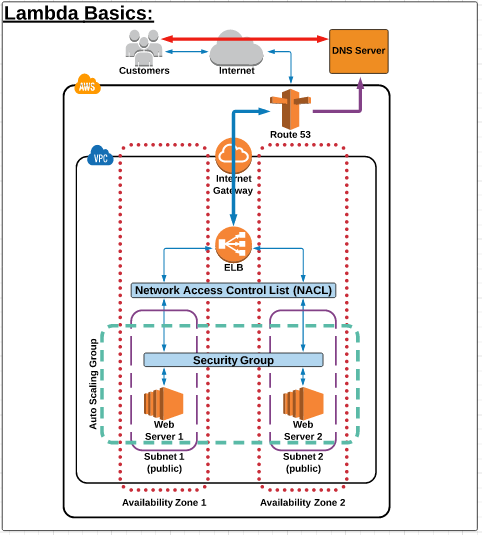 Lambda Basics:
Customers
Internet
DNS Server
AWS
Route 53
VPC
Internet
Gateway
ELB
Network Access Control List (NACL)
Auto Scaling Group
Security Group
Web
Server 1
Web
Server 2
Subnet 1
(public)
Subnet 2
(public)
Availability Zone 1
Availability Zone 2